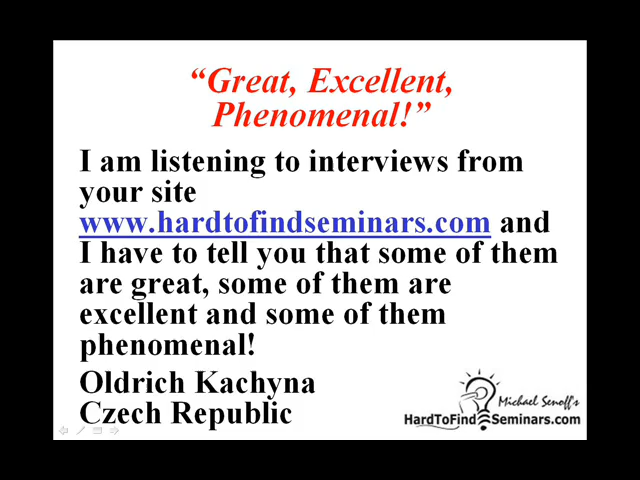 “Great, Excellent,
Phenomenal!”
I am listening to interviews from
your site
www.hardtofindseminars.com and
I have to tell you that some of them
are great, some of them are
excellent and some of them
phenomenal!
Oldrich Kachyna
Czech Republic
Michael Senoff's
HardToFindSeminars.com